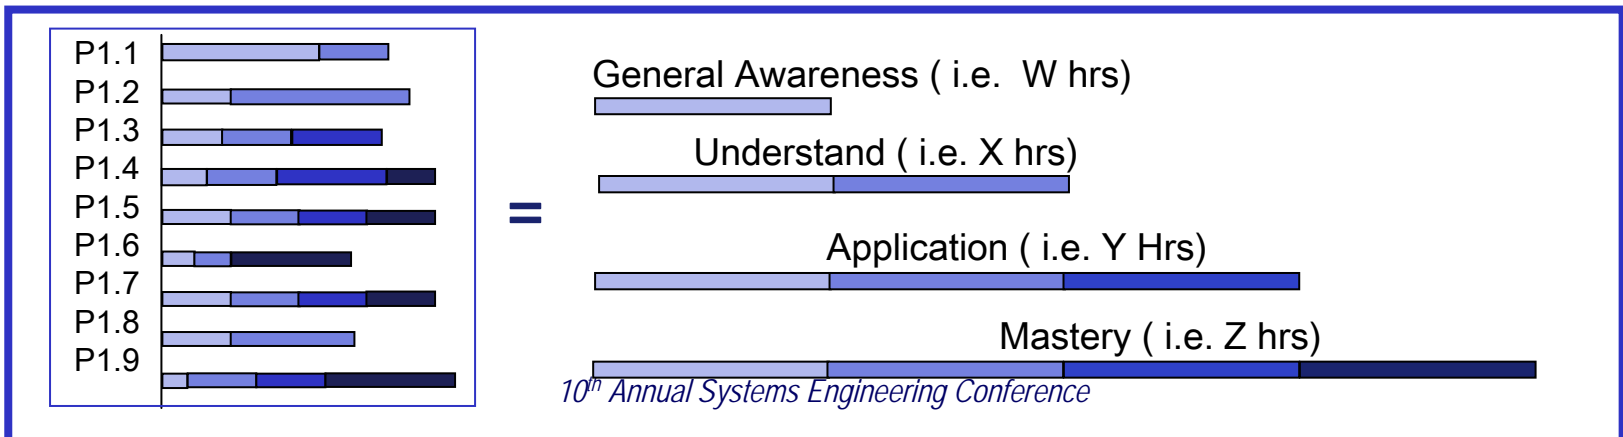 P1.1
P1.2
P1.3
P1.4
P1.5
P1.6
P1.7
P1.8
P1.9
=
General Awareness ( i.e. W hrs)
Understand ( i.e. X hrs)
Application ( i.e. Y Hrs)
Mastery ( i.e. Z hrs)
10th Annual Systems Engineering Conference